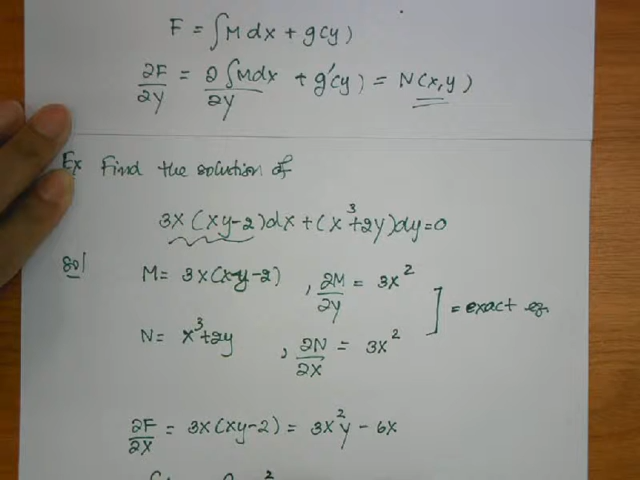 F = ∫Mdx + g(y)
∂F/∂y = ∂∫Mdx/∂y + g'(y) = N(x,y)
Ex Find the solution of
3x(xy-2)dx+(x³+2y)dy=0
Sol M= 3x(xy-2) , ∂M/∂y = 3x²
= exact eq.
N= x³+2y , ∂N/∂x = 3x²
∂F/∂x = 3x(xy-2) = 3x²y - 6x